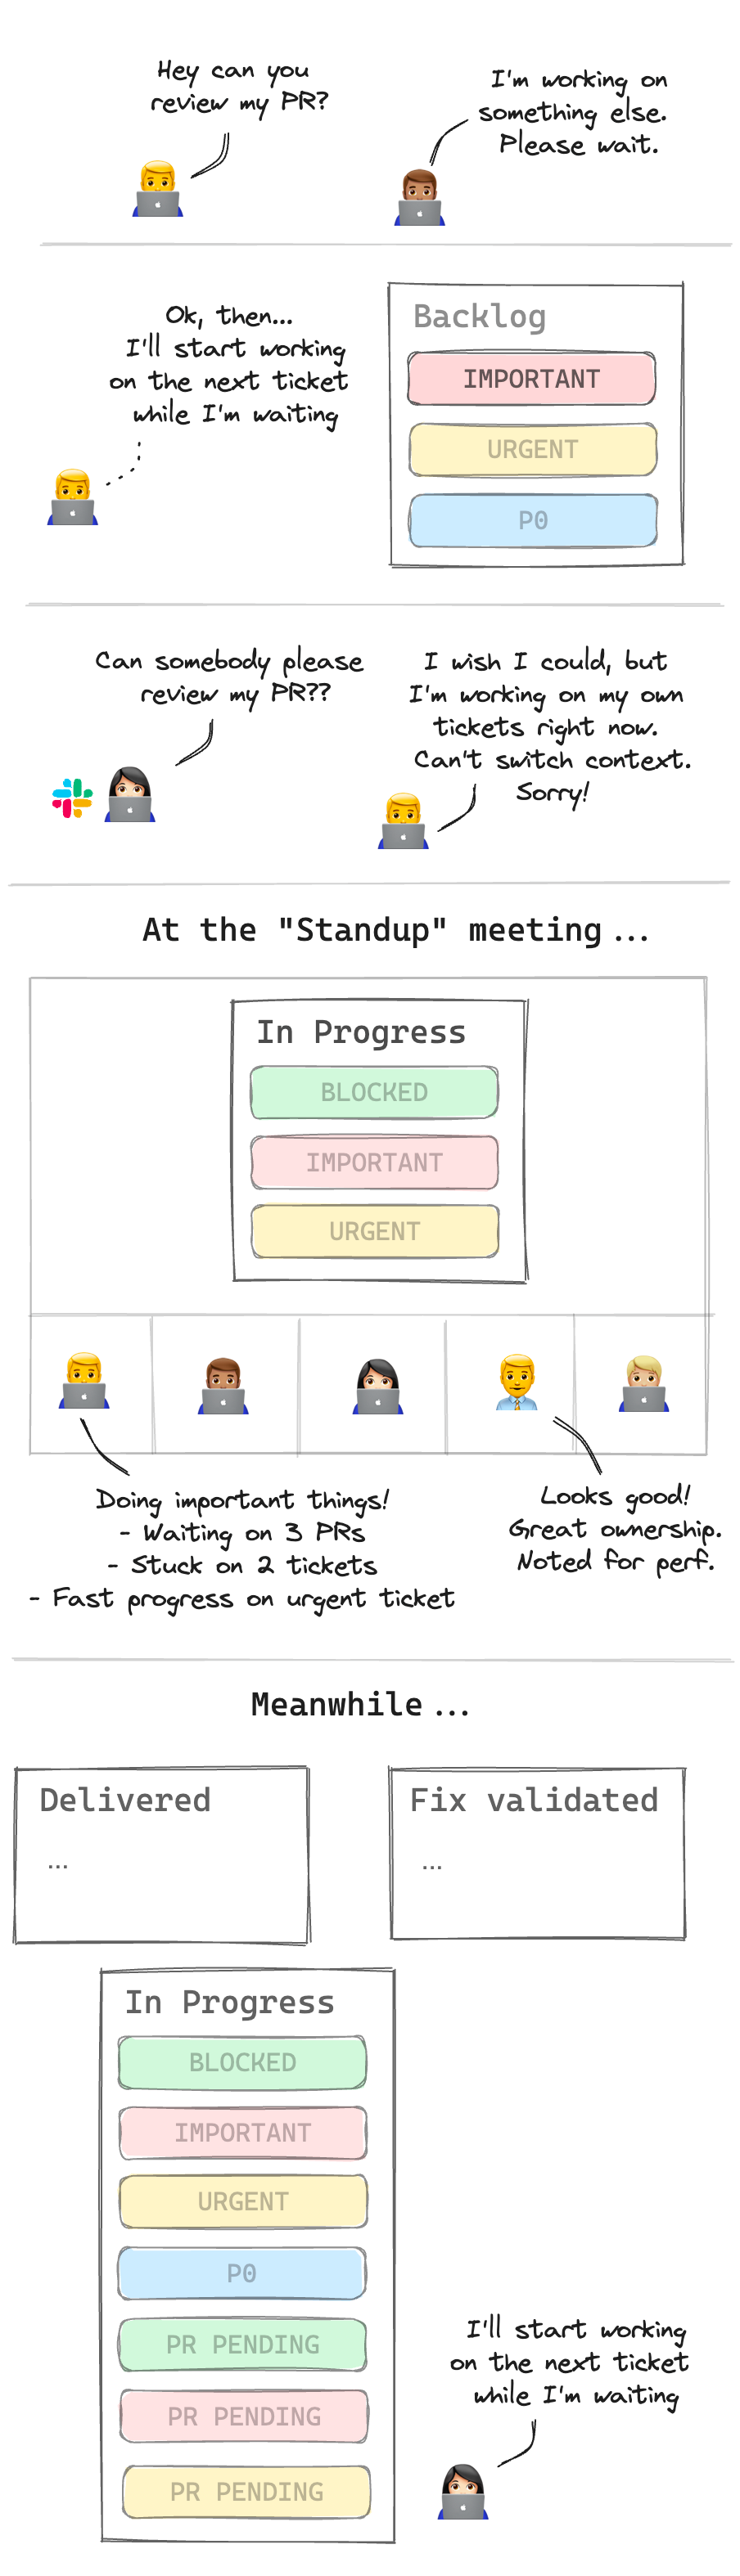 Hey can you
review my PR?
I'm working on
something else.
Please wait.
Ok, then...
I'll start working
on the next ticket
while I'm waiting
Backlog
IMPORTANT
URGENT
P0
Can somebody please
review my PR??
I wish I could, but
I'm working on my own
tickets right now.
Can't switch context.
Sorry!
At the "Standup" meeting...
In Progress
BLOCKED
IMPORTANT
URGENT
Doing important things!
- Waiting on 3 PRs
- Stuck on 2 tickets
- Fast progress on urgent ticket
Looks good!
Great ownership.
Noted for perf.
Meanwhile...
Delivered
...
Fix validated
...
In Progress
BLOCKED
IMPORTANT
URGENT
P0
PR PENDING
PR PENDING
PR PENDING
I'll start working
on the next ticket
while I'm waiting